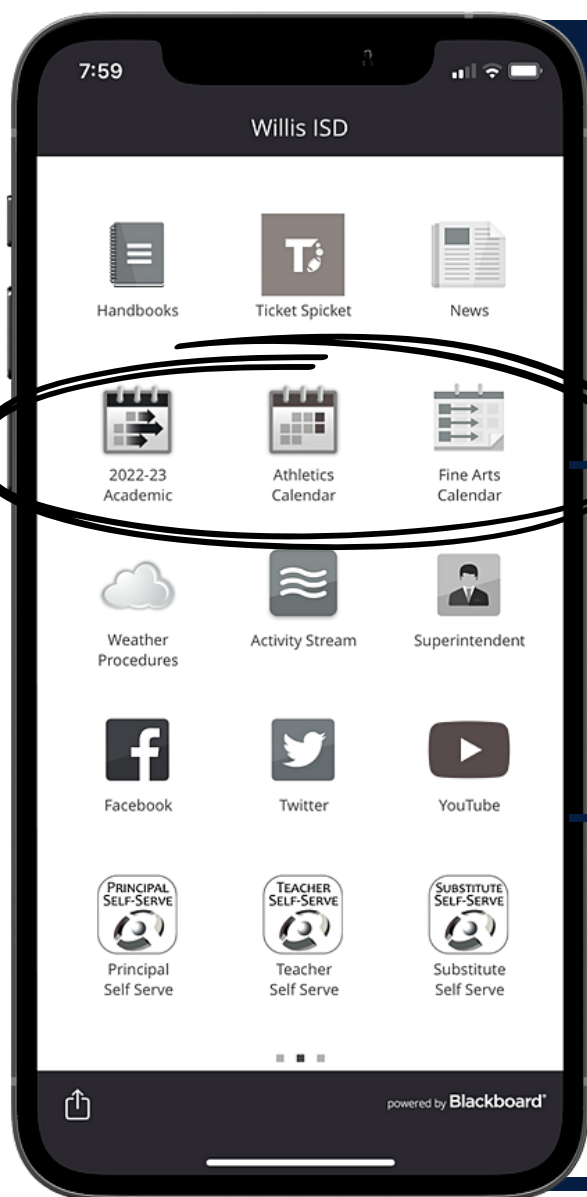 7:59
Willis ISD
Handbooks
Ticket Spicket
News
2022-23
Academic
Athletics
Calendar
Fine Arts
Calendar
Weather
Procedures
Activity Stream
Superintendent
Facebook
Twitter
YouTube
PRINCIPAL
SELF-SERVE
TEACHER
SELF-SERVE
SUBSTITUTE
SELF-SERVE
Principal
Self Serve
Teacher
Self Serve
Substitute
Self Serve
powered by Blackboard